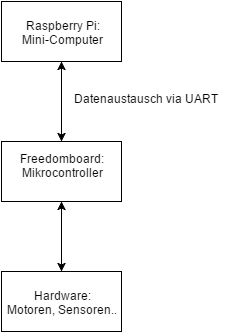 Raspberry Pi:
Mini-Computer
Datenaustausch via UART
Freedomboard:
Mikrocontroller
Hardware:
Motoren, Sensoren..